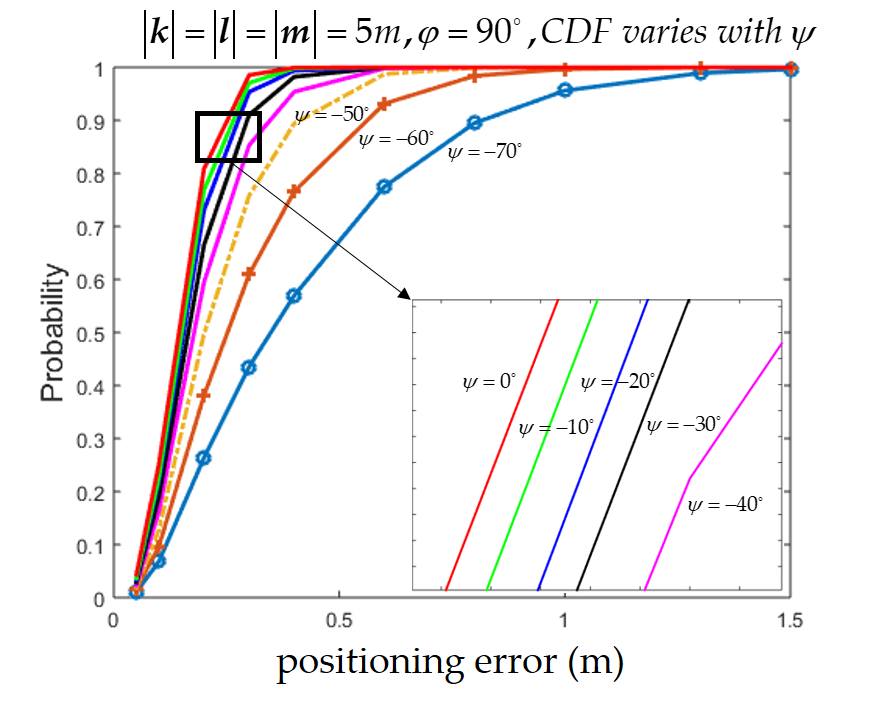 |k| = |l| = |m| = 5m, φ = 90°, CDF varies with ψ
1
0.9
0.8
0.7
0.6
0.5
0.4
0.3
0.2
0.1
0
Probability
ψ = −50°
ψ = −60°
ψ = −70°
ψ = 0°
ψ = −20°
ψ = −10°
ψ = −30°
ψ = −40°
0
0.5
1
1.5
positioning error (m)